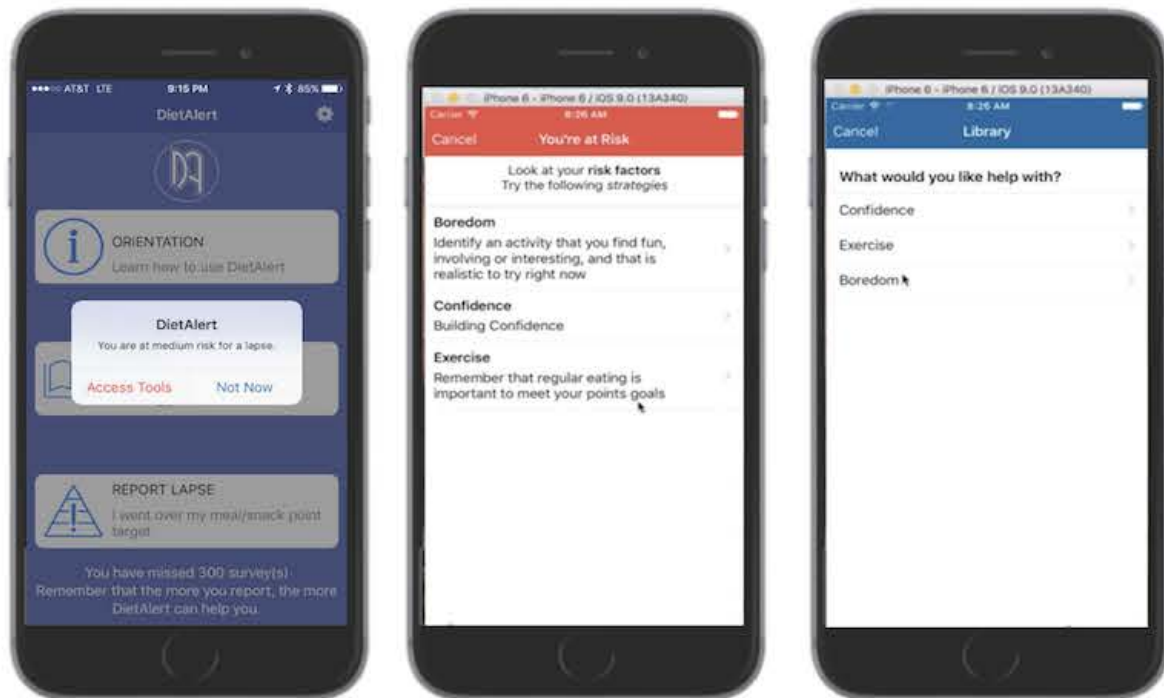 AT&T LTE 9:15 PM 85%
DietAlert
DA
ORIENTATION
Learn how to use DietAlert
DietAlert
You are at medium risk for a lapse.
Access Tools Not Now
REPORT LAPSE
I went over my meal/snack point
target
You have missed 300 survey(s)
Remember that the more you report, the more
DietAlert can help you.
iPhone 6 - iPhone 6 / iOS 9.0 (13A340)
Carrier 8:26 AM
Cancel You're at Risk
Look at your risk factors
Try the following strategies
Boredom
Identify an activity that you find fun,
involving or interesting, and that is
realistic to try right now
Confidence
Building Confidence
Exercise
Remember that regular eating is
important to meet your points goals
iPhone 6 - iPhone 6 / iOS 9.0 (13A340)
Carrier 8:26 AM
Cancel Library
What would you like help with?
Confidence
Exercise
Boredom